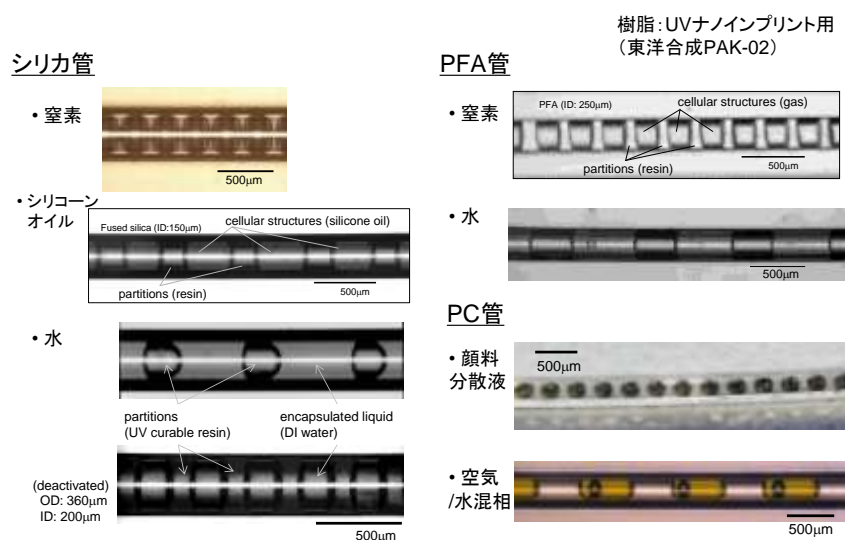 樹脂：UVナノインプリント用
（東洋合成PAK-02）
シリカ管
・窒素
500μm
・シリコーン
オイル
Fused silica (ID:150μm)
cellular structures (silicone oil)
partitions (resin)
500μm
・水
partitions
(UV curable resin)
encapsulated liquid
(DI water)
(deactivated)
OD: 360μm
ID: 200μm
500μm
PFA管
・窒素
PFA (ID: 250μm)
cellular structures (gas)
partitions (resin)
500μm
・水
500μm
PC管
・顔料
分散液
500μm
・空気
/水混相
500μm